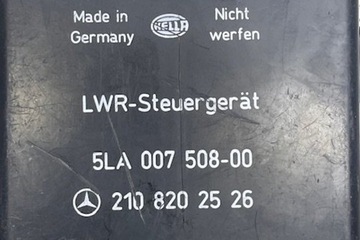 Made in Germany
HELLA
Nicht werfen
LWR-Steuergerät
5LA 007 508-00
210 820 25 26